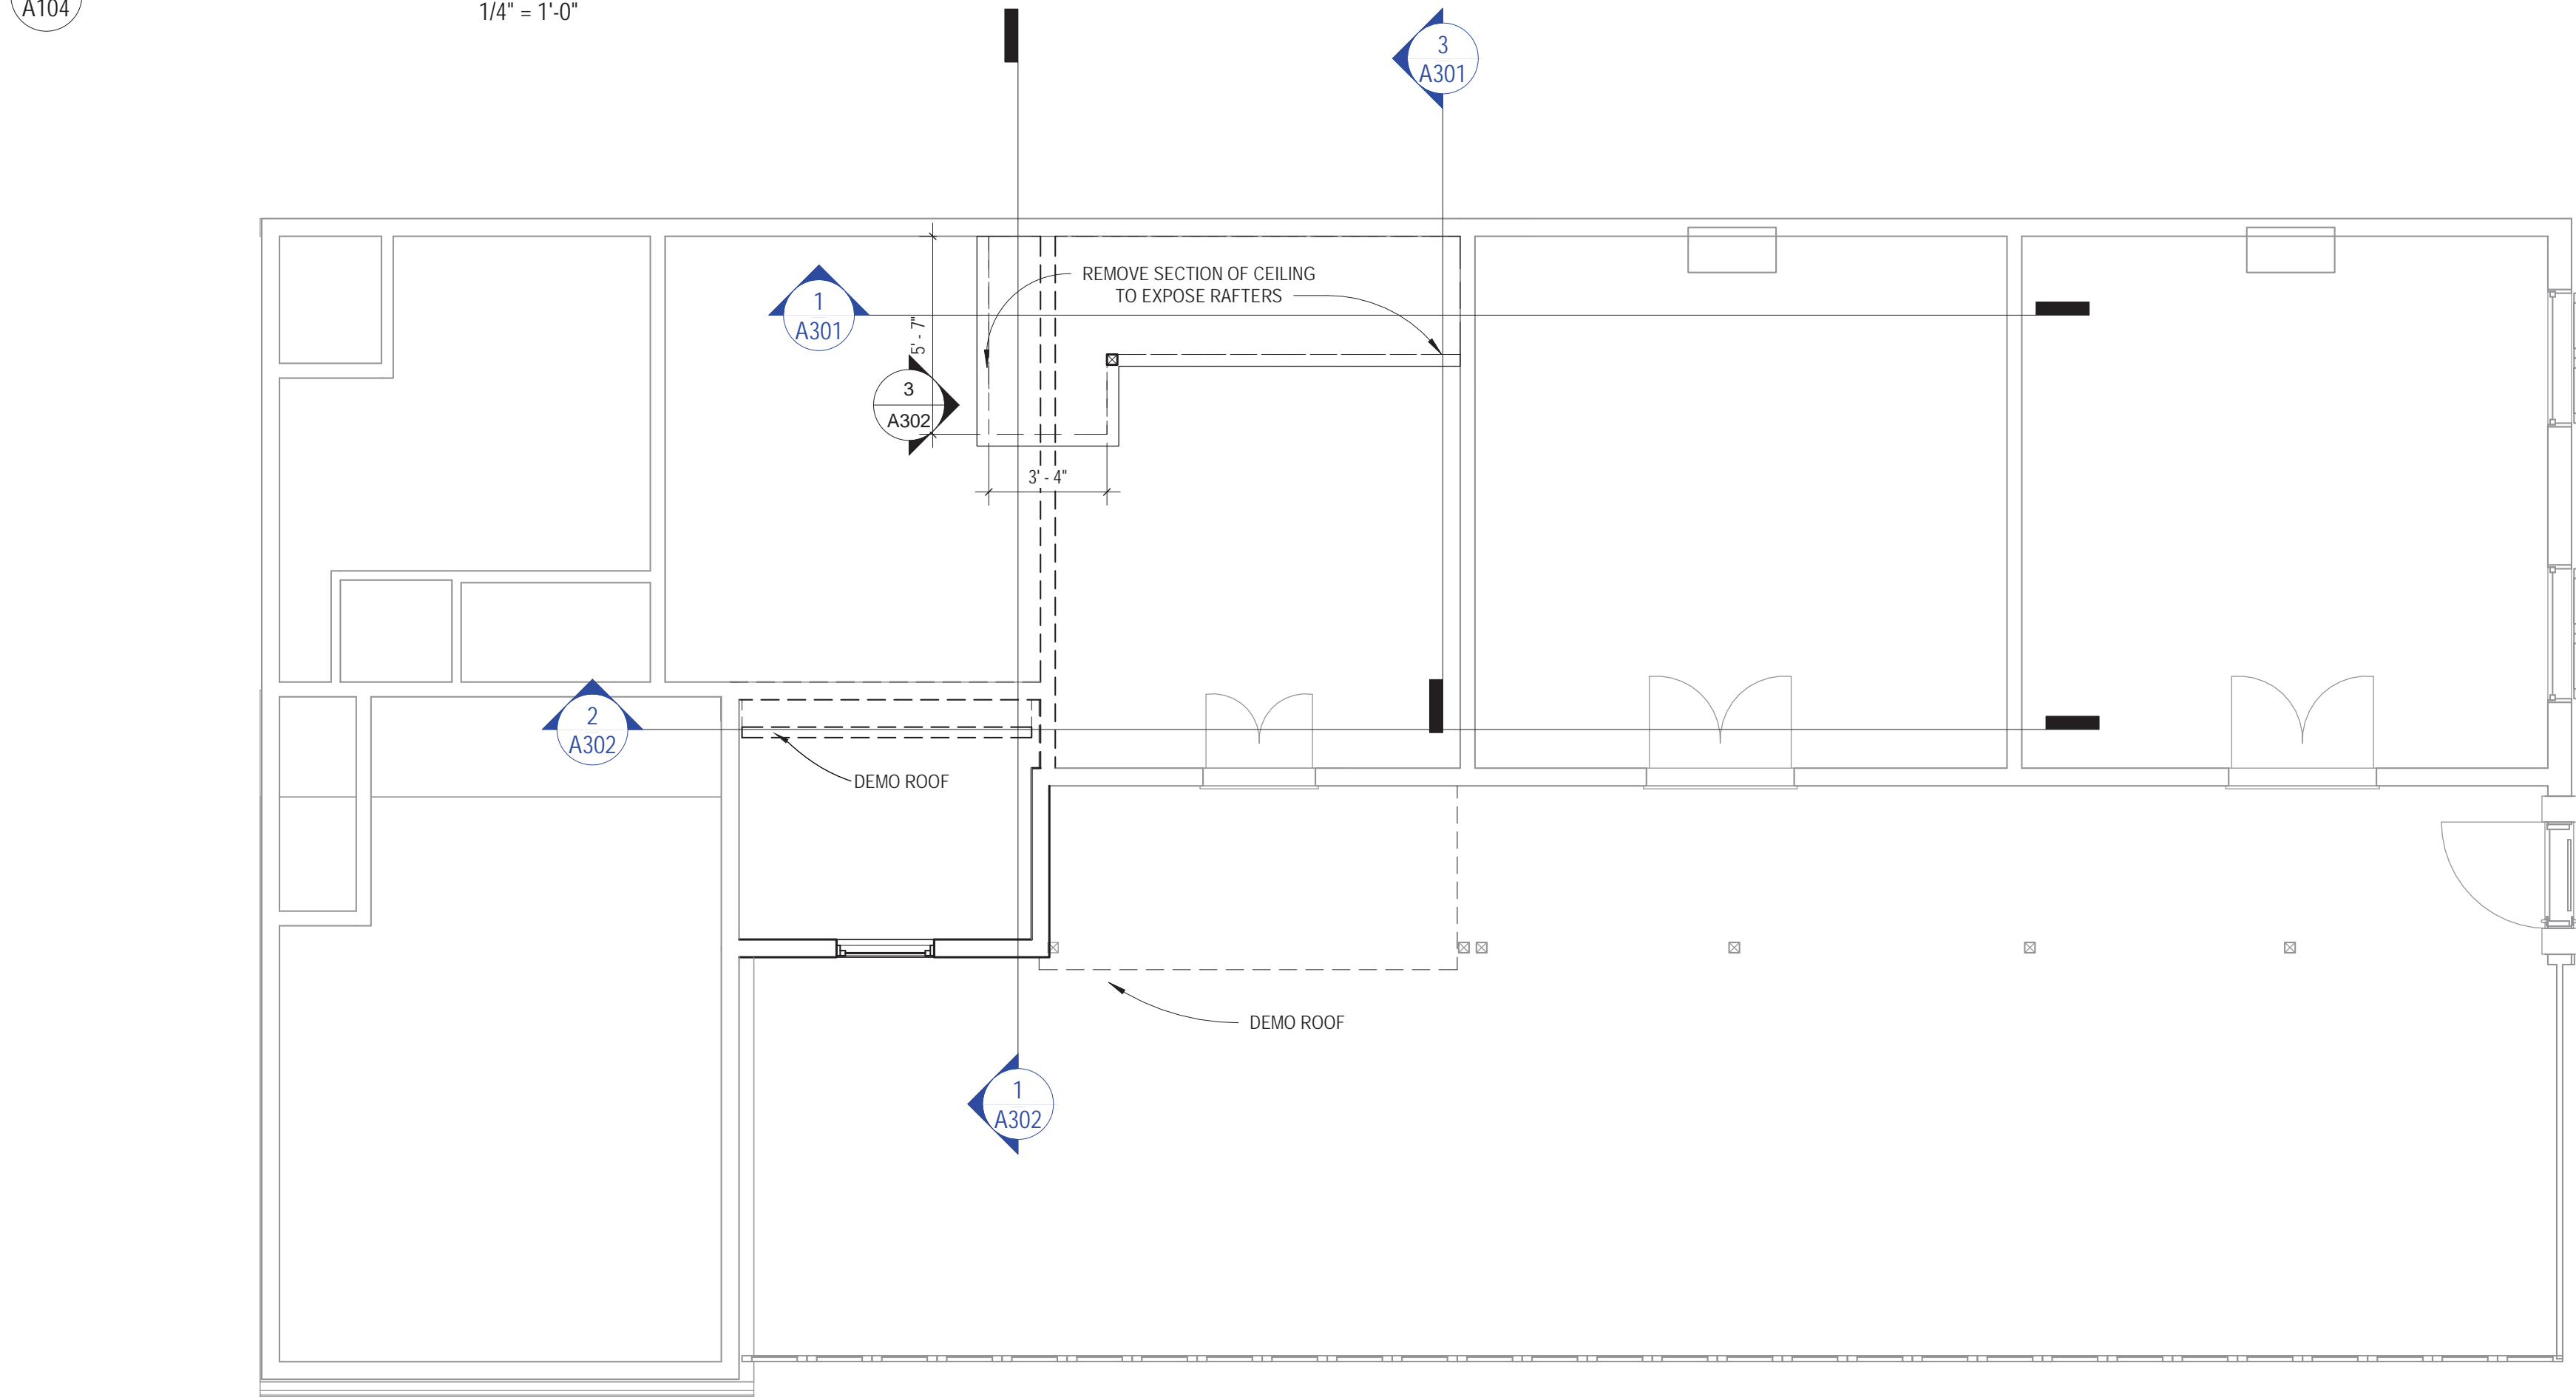 A104
1/4" = 1'-0"
3
A301
REMOVE SECTION OF CEILING
TO EXPOSE RAFTERS
1
A301
5' - 7"
3
A302
3' - 4"
2
A302
DEMO ROOF
DEMO ROOF
1
A302